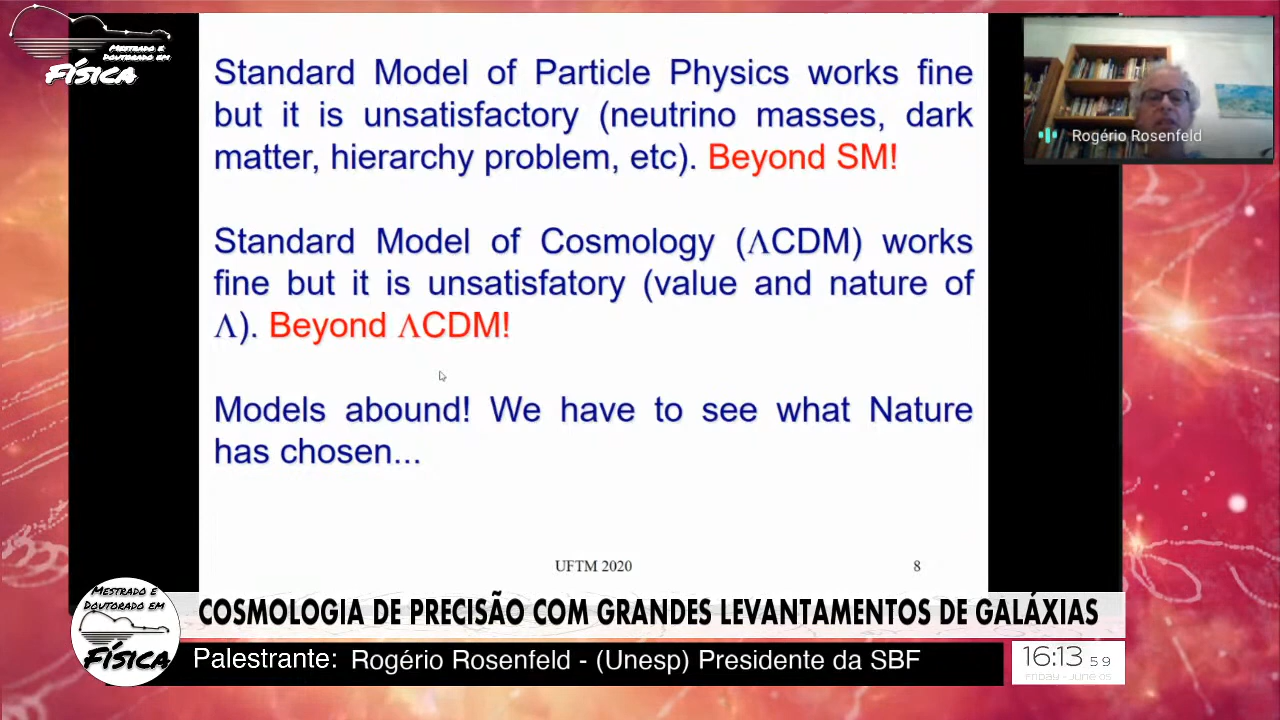 MESTRADO E
DOUTORADO EM
FÍSICA
Standard Model of Particle Physics works fine
but it is unsatisfactory (neutrino masses, dark
matter, hierarchy problem, etc). Beyond SM!
Standard Model of Cosmology (ΛCDM) works
fine but it is unsatisfatory (value and nature of
Λ). Beyond ΛCDM!
Models abound! We have to see what Nature
has chosen...
UFTM 2020
8
Rogério Rosenfeld
MESTRADO E
DOUTORADO EM
FÍSICA
COSMOLOGIA DE PRECISÃO COM GRANDES LEVANTAMENTOS DE GALÁXIAS
Palestrante: Rogério Rosenfeld - (Unesp) Presidente da SBF
16:13 59
Friday - June 05